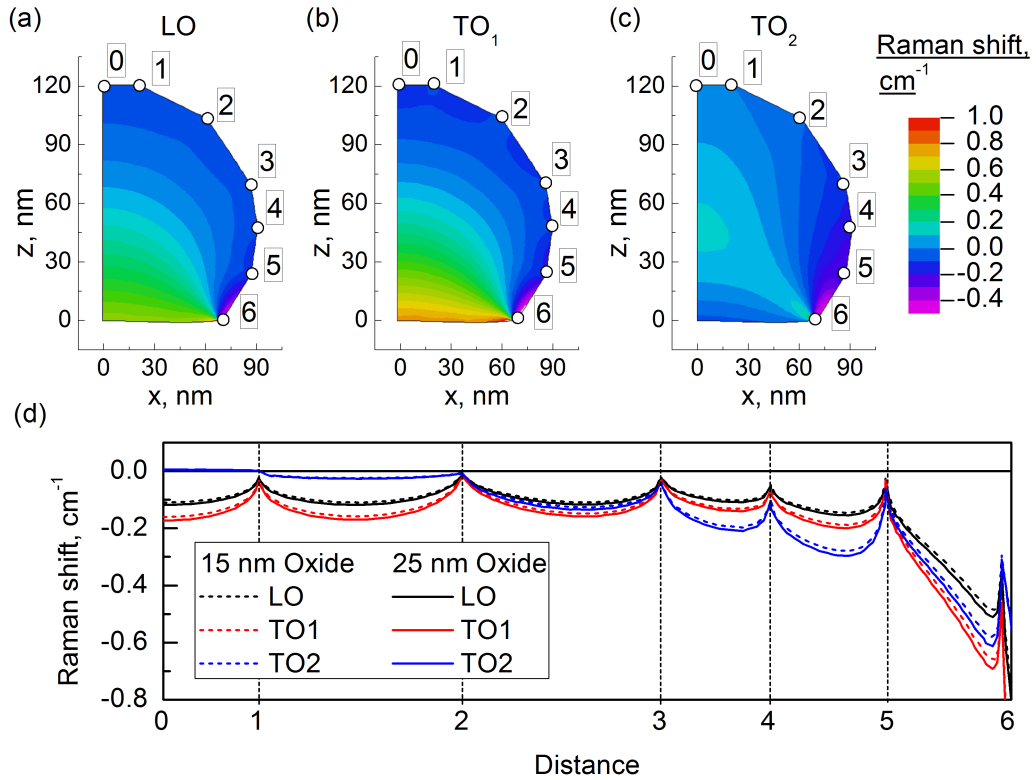 (a) LO
0 1
2
3
4
5
6
120
90
60
30
0
z, nm
0 30 60 90
x, nm
(b) TO1
0 1
2
3
4
5
6
120
90
60
30
0
z, nm
0 30 60 90
x, nm
(c) TO2
0 1
2
3
4
5
6
120
90
60
30
0
z, nm
0 30 60 90
x, nm
Raman shift,
cm-1
1.0
0.8
0.6
0.4
0.2
0.0
-0.2
-0.4
(d)
0.0
-0.2
-0.4
-0.6
-0.8
Raman shift, cm-1
15 nm Oxide 25 nm Oxide
LO LO
TO1 TO1
TO2 TO2
0 1 2 3 4 5 6
Distance